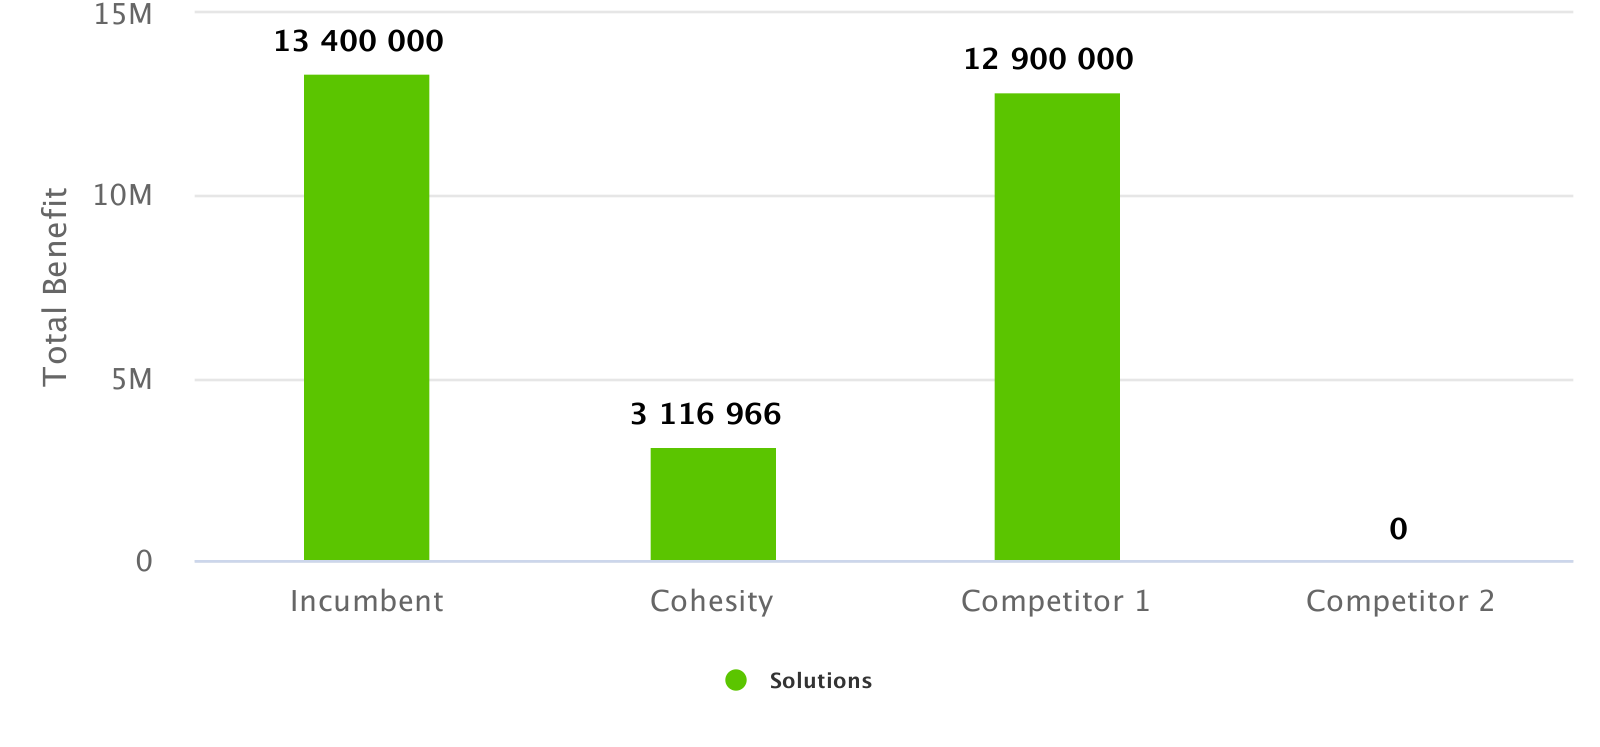 15M
13 400 000
12 900 000
10M
Total Benefit
5M
3 116 966
0
0
Incumbent
Cohesity
Competitor 1
Competitor 2
Solutions